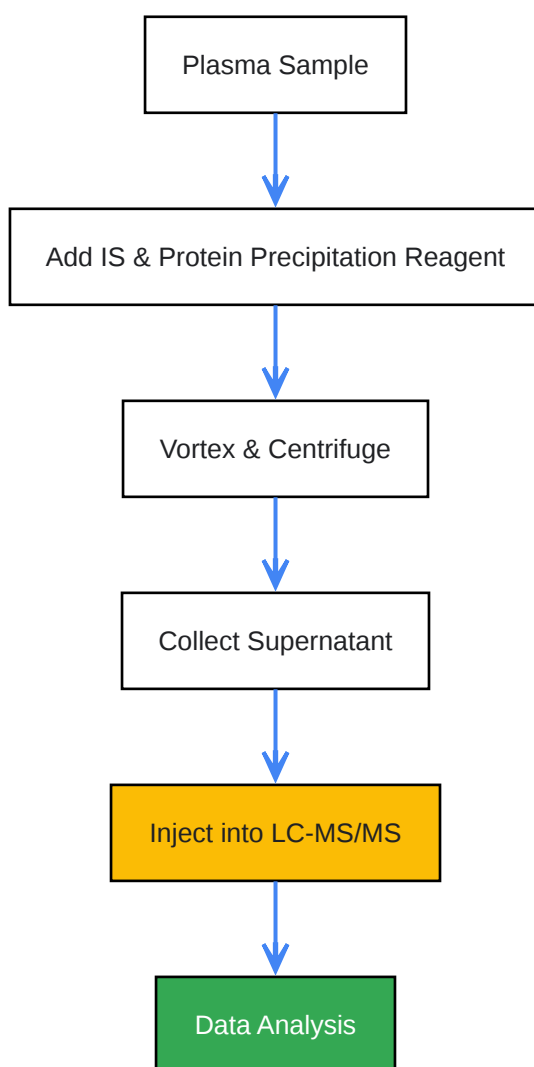 Plasma Sample
Add IS & Protein Precipitation Reagent
Vortex & Centrifuge
Collect Supernatant
Inject into LC-MS/MS
Data Analysis